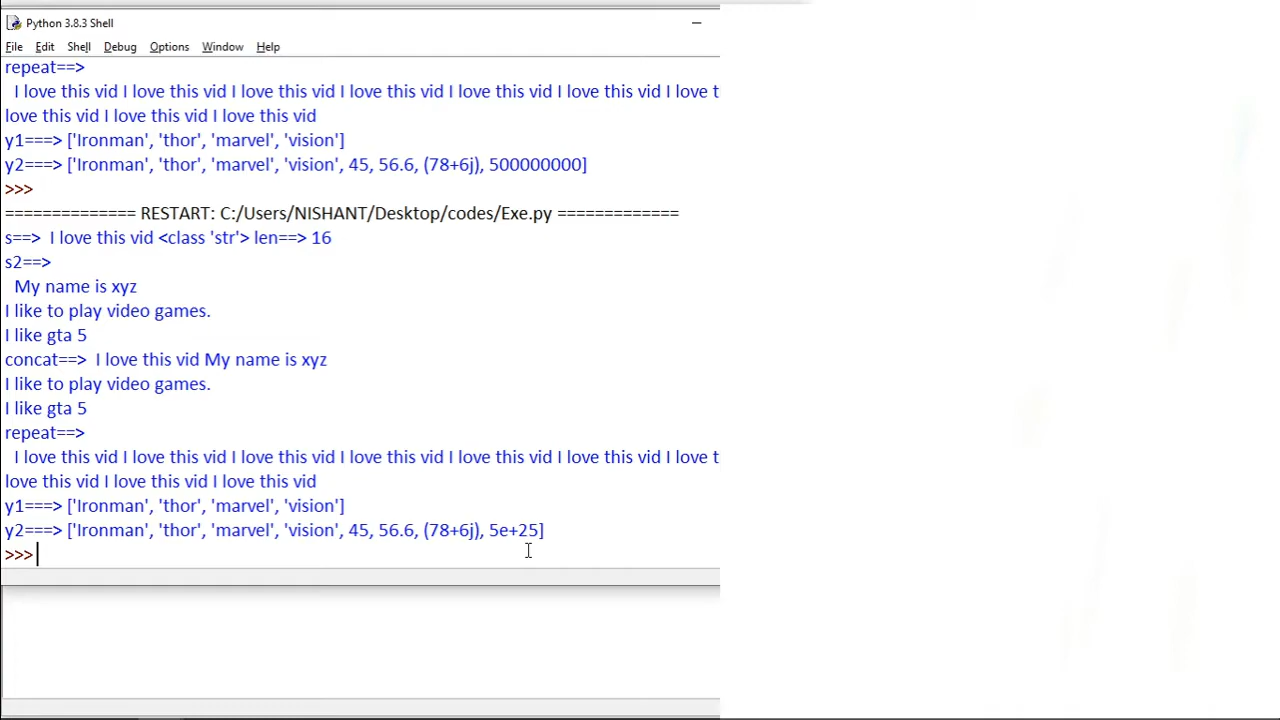 Python 3.8.3 Shell
File Edit Shell Debug Options Window Help
repeat==>
I love this vid I love this vid I love this vid I love this vid I love this vid I love this vid I love t
love this vid I love this vid I love this vid
y1===> ['Ironman', 'thor', 'marvel', 'vision']
y2===> ['Ironman', 'thor', 'marvel', 'vision', 45, 56.6, (78+6j), 500000000]
>>>
============== RESTART: C:/Users/NISHANT/Desktop/codes/Exe.py =============
s==>  I love this vid <class 'str'> len==> 16
s2==>
My name is xyz
I like to play video games.
I like gta 5
concat==>  I love this vid My name is xyz
I like to play video games.
I like gta 5
repeat==>
I love this vid I love this vid I love this vid I love this vid I love this vid I love this vid I love t
love this vid I love this vid I love this vid
y1===> ['Ironman', 'thor', 'marvel', 'vision']
y2===> ['Ironman', 'thor', 'marvel', 'vision', 45, 56.6, (78+6j), 5e+25]
>>>